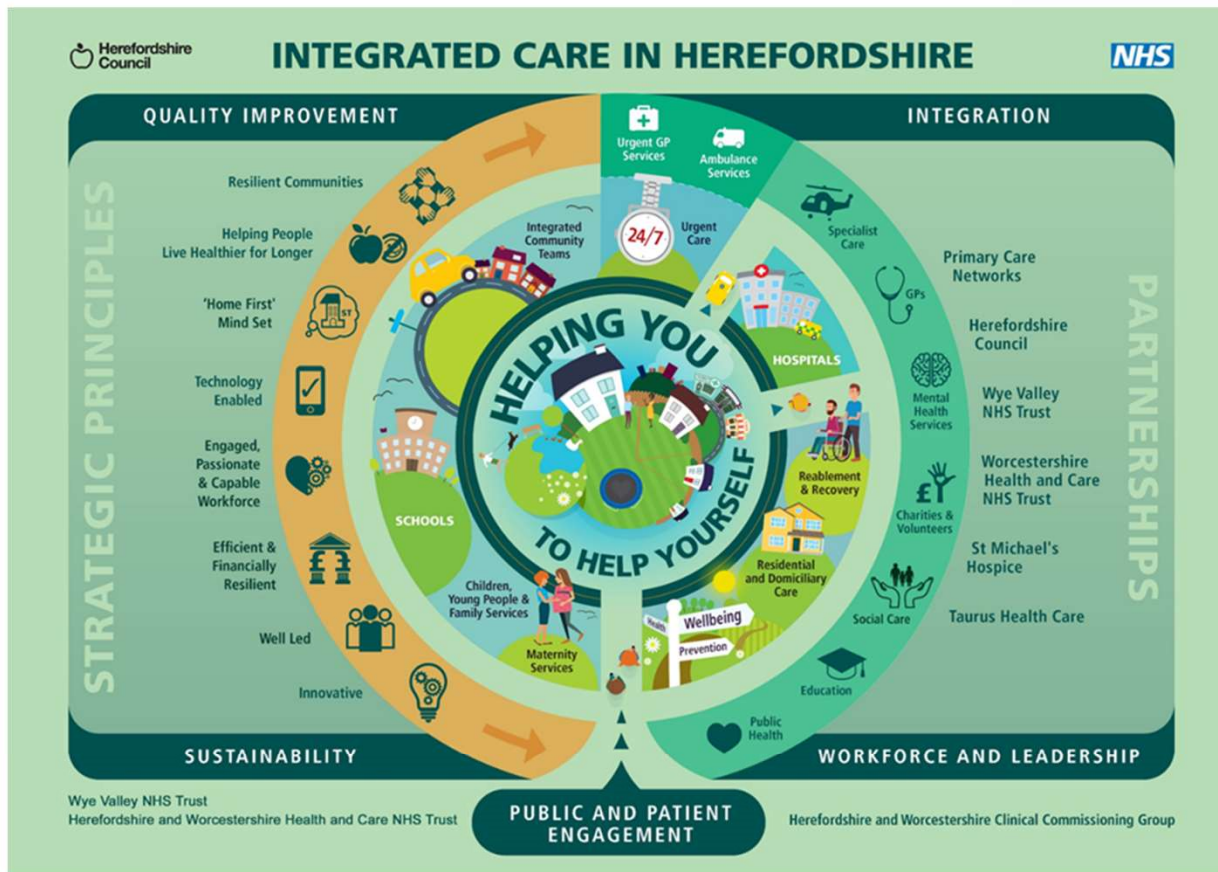 Herefordshire
Council
INTEGRATED CARE IN HEREFORDSHIRE
NHS
QUALITY IMPROVEMENT
INTEGRATION
STRATEGIC PRINCIPLES
Resilient Communities
Helping People
Live Healthier for Longer
'Home First'
Mind Set
1ST
Technology
Enabled
Engaged,
Passionate
& Capable
Workforce
Efficient &
Financially
Resilient
££
Well Led
Innovative
Urgent GP
Services
Ambulance
Services
24/7
Urgent
Care
Integrated
Community
Teams
HOSPITALS
SCHOOLS
HELPING YOU
TO HELP YOURSELF
Reablement
& Recovery
Residential
and Domiciliary
Care
Children,
Young People &
Family Services
Maternity
Services
Health
Wellbeing
Prevention
Specialist
Care
GPs
Mental
Health
Services
£
Charities &
Volunteers
Social Care
Education
Public
Health
Primary Care
Networks
Herefordshire
Council
Wye Valley
NHS Trust
Worcestershire
Health and Care
NHS Trust
St Michael's
Hospice
Taurus Health Care
PARTNERSHIPS
SUSTAINABILITY
WORKFORCE AND LEADERSHIP
PUBLIC AND PATIENT
ENGAGEMENT
Wye Valley NHS Trust
Herefordshire and Worcestershire Health and Care NHS Trust
Herefordshire and Worcestershire Clinical Commissioning Group